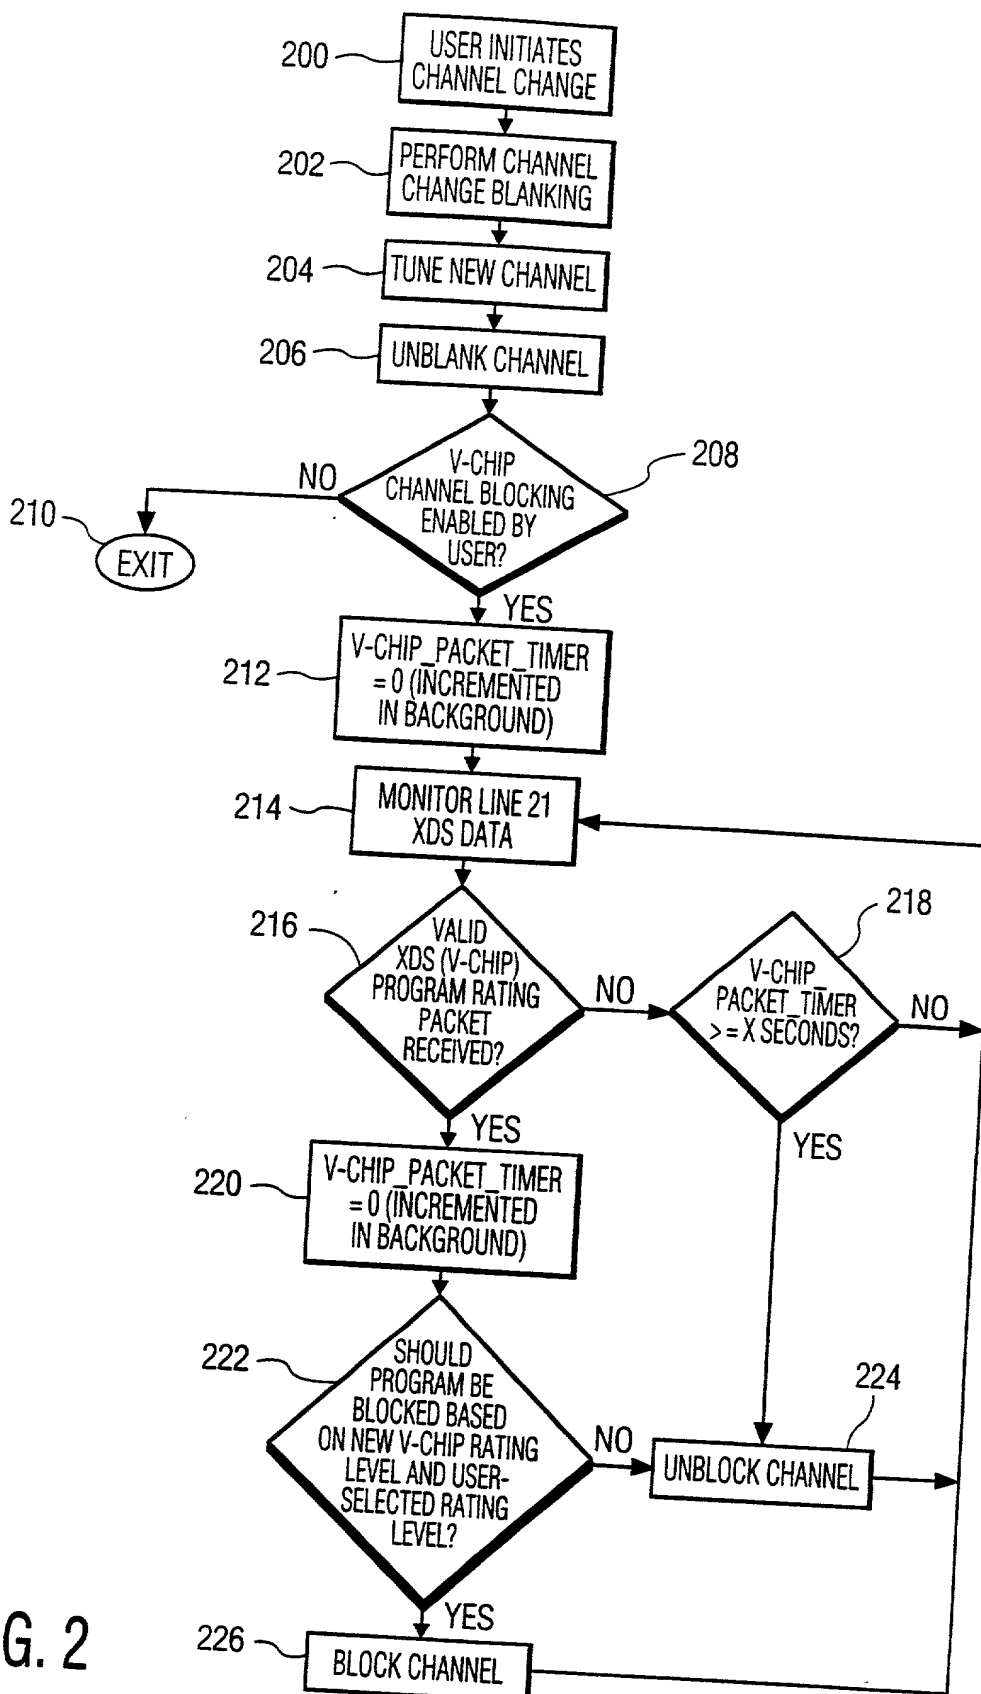 200
USER INITIATES
CHANNEL CHANGE
202
PERFORM CHANNEL
CHANGE BLANKING
204
TUNE NEW CHANNEL
206
UNBLANK CHANNEL
208
V-CHIP
CHANNEL BLOCKING
ENABLED BY
USER?
NO
210
EXIT
YES
212
V-CHIP_PACKET_TIMER
= 0 (INCREMENTED
IN BACKGROUND)
214
MONITOR LINE 21
XDS DATA
216
VALID
XDS (V-CHIP)
PROGRAM RATING
PACKET
RECEIVED?
NO
218
V-CHIP_
PACKET_TIMER
> = X SECONDS?
NO
YES
YES
220
V-CHIP_PACKET_TIMER
= 0 (INCREMENTED
IN BACKGROUND)
222
SHOULD
PROGRAM BE
BLOCKED BASED
ON NEW V-CHIP RATING
LEVEL AND USER-
SELECTED RATING
LEVEL?
NO
224
UNBLOCK CHANNEL
YES
226
BLOCK CHANNEL
G. 2